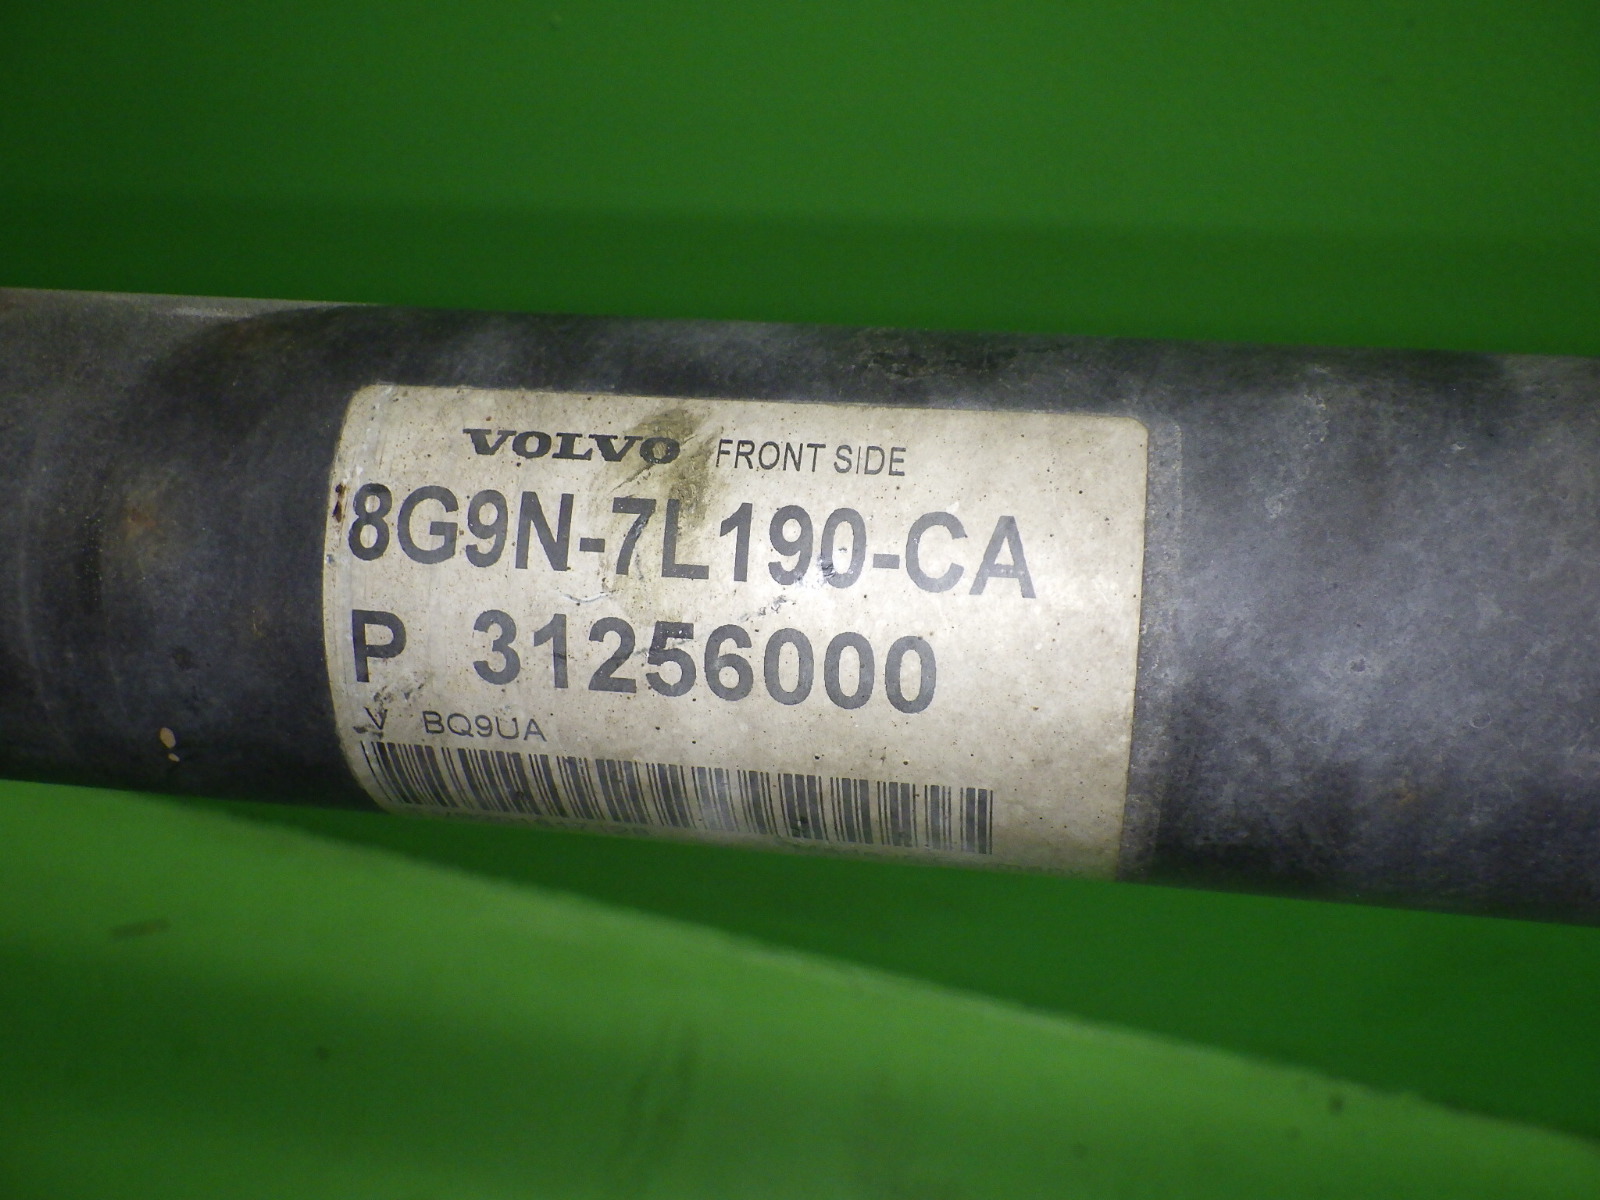 VOLVO FRONT SIDE
8G9N-7L190-CA
P 31256000
V BQ9UA